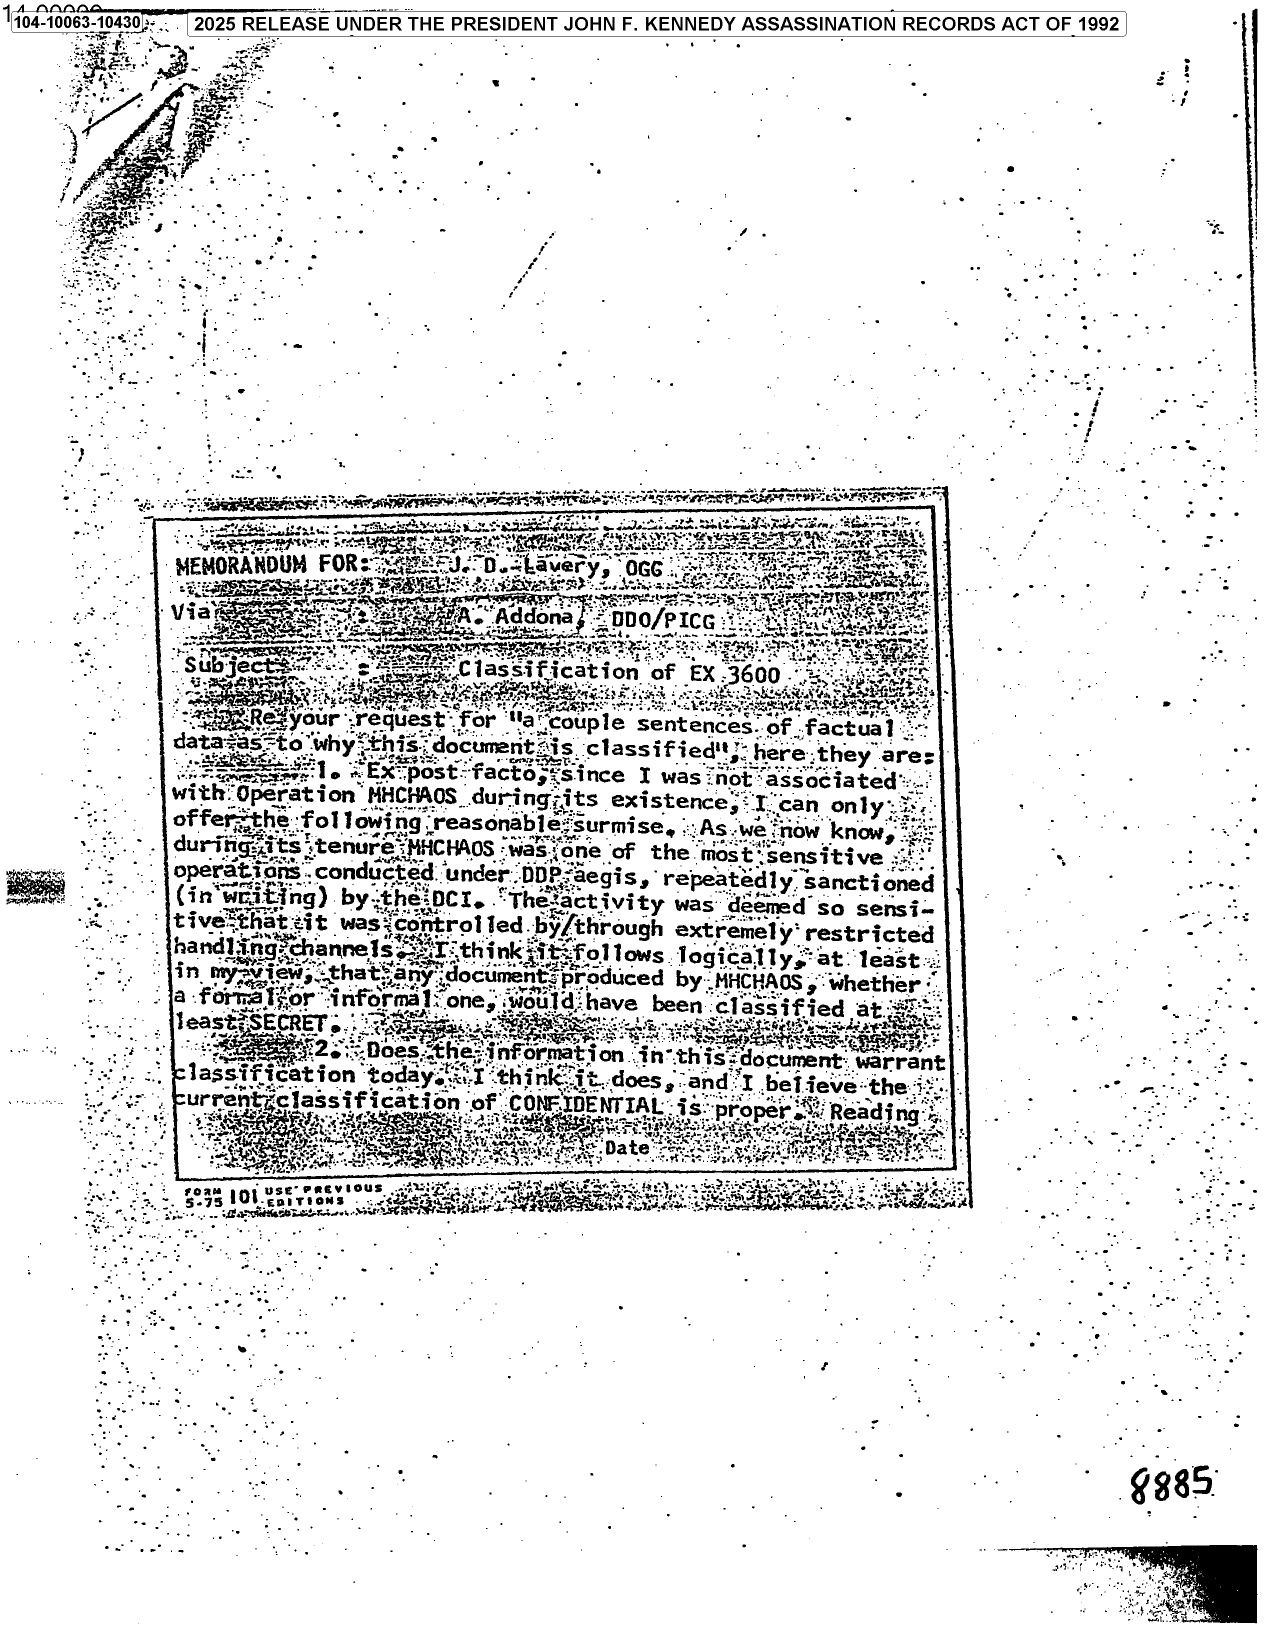 14-00000
104-10063-10430
2025 RELEASE UNDER THE PRESIDENT JOHN F. KENNEDY ASSASSINATION RECORDS ACT OF 1992
MEMORANDUM FOR: J. D. Lavery, OGG
Via : A. Addona, DDO/PICG
Subject : Classification of EX 3600
Re your request for "a couple sentences of factual
data as to why this document is classified", here they are:
1. Ex post facto, since I was not associated
with Operation MHCHAOS during its existence, I can only
offer the following reasonable surmise. As we now know,
during its tenure MHCHAOS was one of the most sensitive
operations conducted under DDP aegis, repeatedly sanctioned
(in writing) by the DCI. The activity was deemed so sensi-
tive that it was controlled by/through extremely restricted
handling channels. I think it follows logically, at least
in my view, that any document produced by MHCHAOS, whether
a formal or informal one, would have been classified at
least SECRET.
2. Does the information in this document warrant
classification today. I think it does, and I believe the
current classification of CONFIDENTIAL is proper. Reading
Date
FORM 101 USE PREVIOUS
5-75 EDITIONS
8885